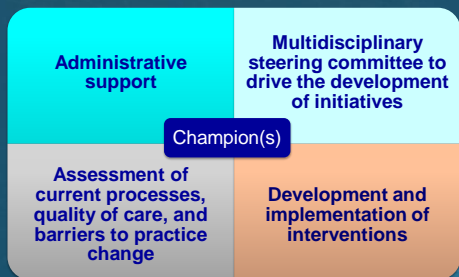 Administrative
support
Multidisciplinary
steering committee to
drive the development
of initiatives
Champion(s)
Assessment of
current processes,
quality of care, and
barriers to practice
change
Development and
implementation of
interventions